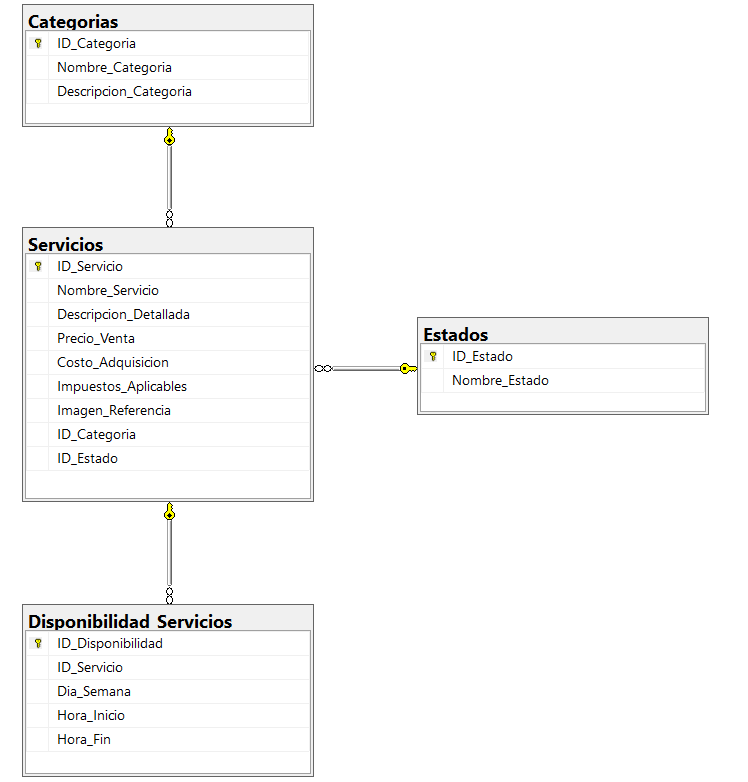 Categorias
ID_Categoria
Nombre_Categoria
Descripcion_Categoria
Servicios
ID_Servicio
Nombre_Servicio
Descripcion_Detallada
Precio_Venta
Costo_Adquisicion
Impuestos_Aplicables
Imagen_Referencia
ID_Categoria
ID_Estado
Estados
ID_Estado
Nombre_Estado
Disponibilidad_Servicios
ID_Disponibilidad
ID_Servicio
Dia_Semana
Hora_Inicio
Hora_Fin